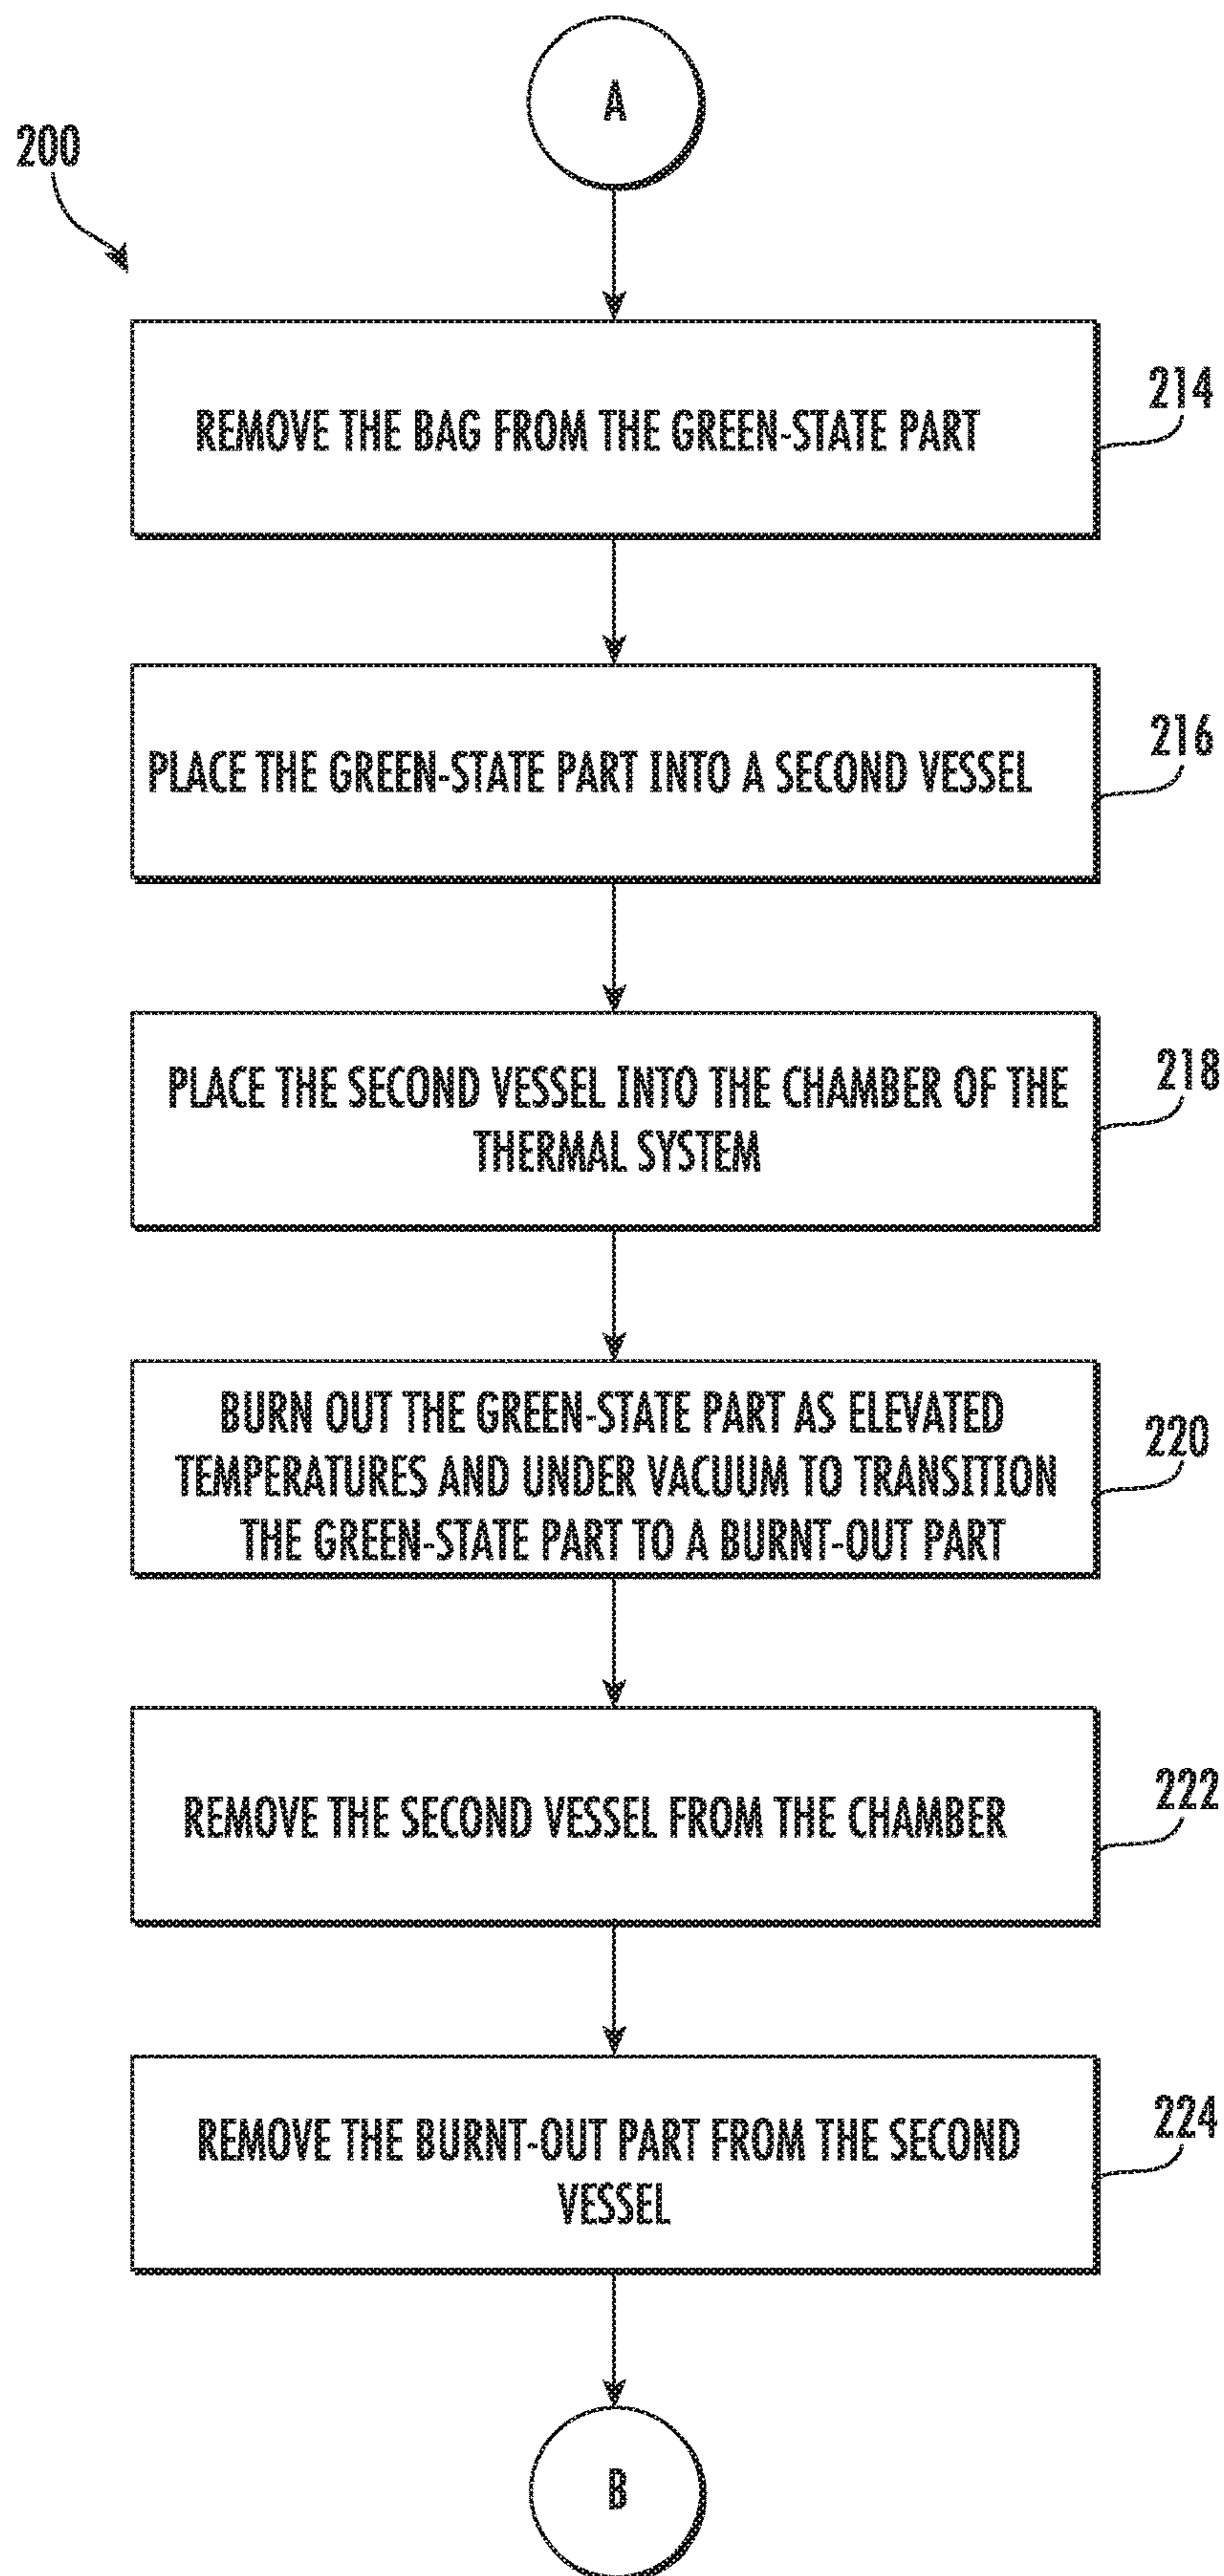 A
200
REMOVE THE BAG FROM THE GREEN-STATE PART
214
PLACE THE GREEN-STATE PART INTO A SECOND VESSEL
216
PLACE THE SECOND VESSEL INTO THE CHAMBER OF THE
THERMAL SYSTEM
218
BURN OUT THE GREEN-STATE PART AS ELEVATED
TEMPERATURES AND UNDER VACUUM TO TRANSITION
THE GREEN-STATE PART TO A BURNT-OUT PART
220
REMOVE THE SECOND VESSEL FROM THE CHAMBER
222
REMOVE THE BURNT-OUT PART FROM THE SECOND
VESSEL
224
B